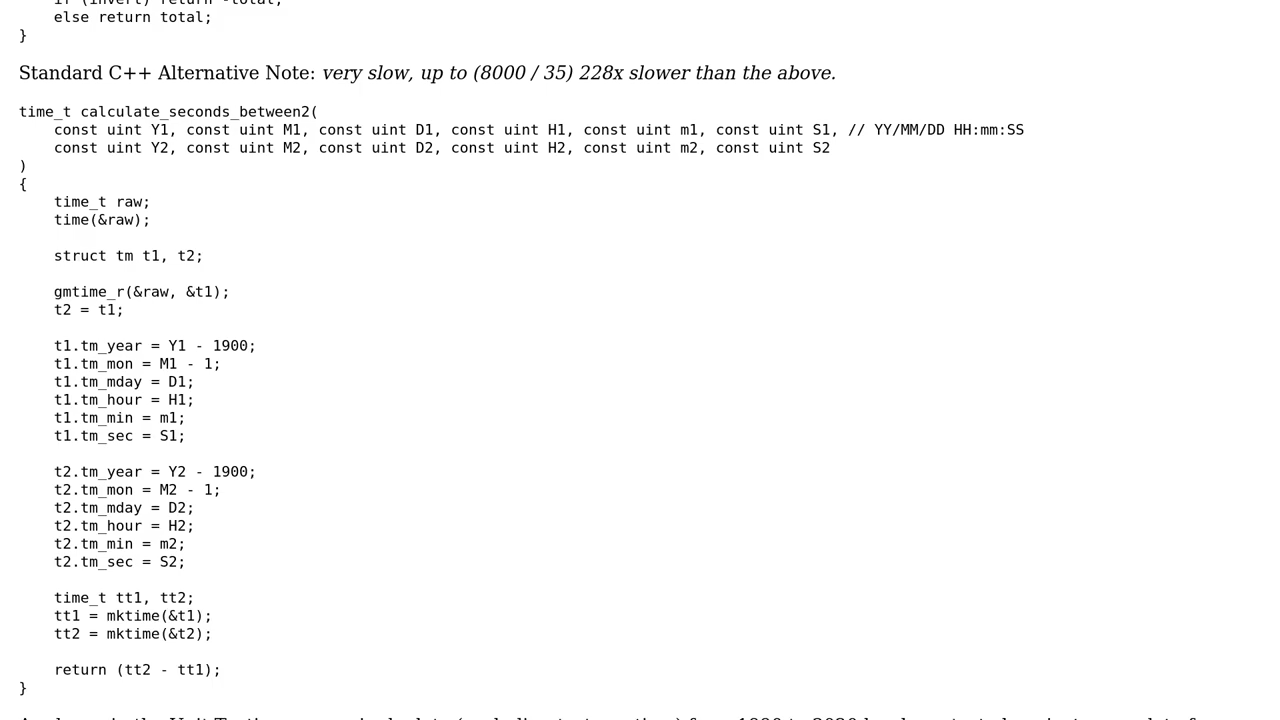 if (invert) return -total;
else return total;
}
Standard C++ Alternative Note: very slow, up to (8000 / 35) 228x slower than the above.
time_t calculate_seconds_between2(
    const uint Y1, const uint M1, const uint D1, const uint H1, const uint m1, const uint S1, // YY/MM/DD HH:mm:SS
    const uint Y2, const uint M2, const uint D2, const uint H2, const uint m2, const uint S2
)
{
    time_t raw;
    time(&raw);
    struct tm t1, t2;
    gmtime_r(&raw, &t1);
    t2 = t1;
    t1.tm_year = Y1 - 1900;
    t1.tm_mon = M1 - 1;
    t1.tm_mday = D1;
    t1.tm_hour = H1;
    t1.tm_min = m1;
    t1.tm_sec = S1;
    t2.tm_year = Y2 - 1900;
    t2.tm_mon = M2 - 1;
    t2.tm_mday = D2;
    t2.tm_hour = H2;
    t2.tm_min = m2;
    t2.tm_sec = S2;
    time_t tt1, tt2;
    tt1 = mktime(&t1);
    tt2 = mktime(&t2);
    return (tt2 - tt1);
}